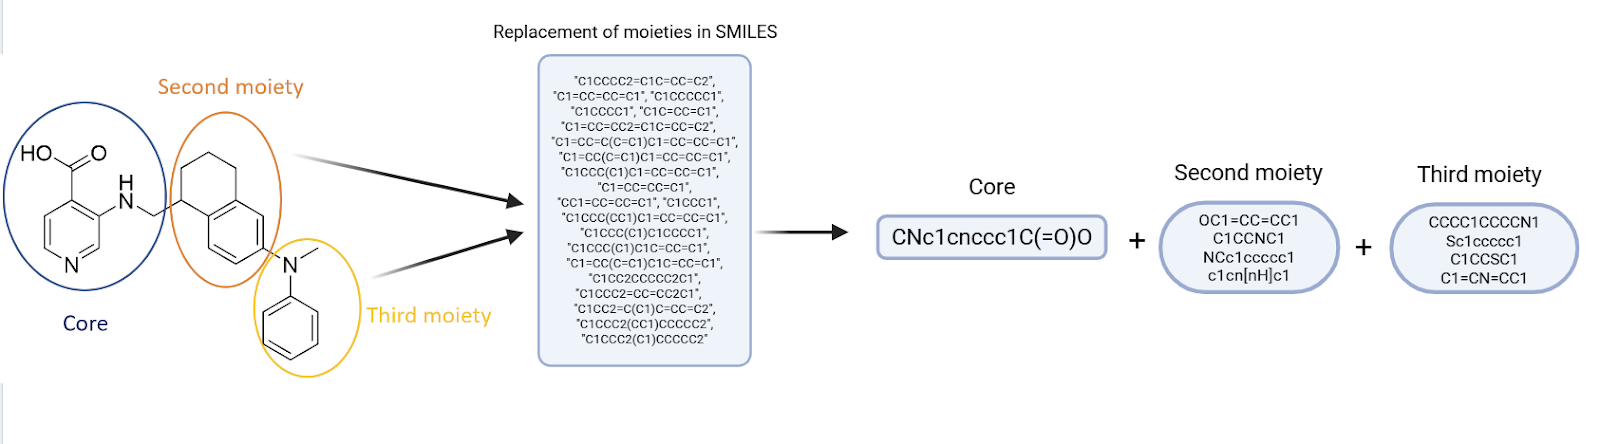 Replacement of moieties in SMILES
Second moiety
HO
O
H
N
N
N
Core
Third moiety
"C1CCCC2=C1C=CC=C2",
"C1=CC=CC=C1", "C1CCCCC1",
"C1CCCC1", "C1C=CC=C1",
"C1=CC=CC2=C1C=CC=C2",
"C1=CC=C(C=C1)C1=CC=CC=C1",
"C1=CC(C=C1)C1=CC=CC=C1",
"C1CCC(C1)C1=CC=CC=C1",
"C1=CC=CC=C1",
"CC1=CC=CC=C1", "C1CCC1",
"C1CCC(CC1)C1=CC=CC=C1",
"C1CCC(C1)C1CCCC1",
"C1CCC(C1)C1C=CC=C1",
"C1=CC(C=C1)C1C=CC=C1",
"C1CC2CCCCC2C1",
"C1CCC2=CC=CC2C1",
"C1CC2=C(C1)C=CC=C2",
"C1CCC2(CC1)CCCCC2",
"C1CCC2(C1)CCCCC2"
Core
CNc1cnccc1C(=O)O
+
Second moiety
OC1=CC=CC1
C1CCNC1
NCc1ccccc1
c1cn[nH]c1
+
Third moiety
CCCC1CCCCN1
Sc1ccccc1
C1CCSC1
C1=CN=CC1